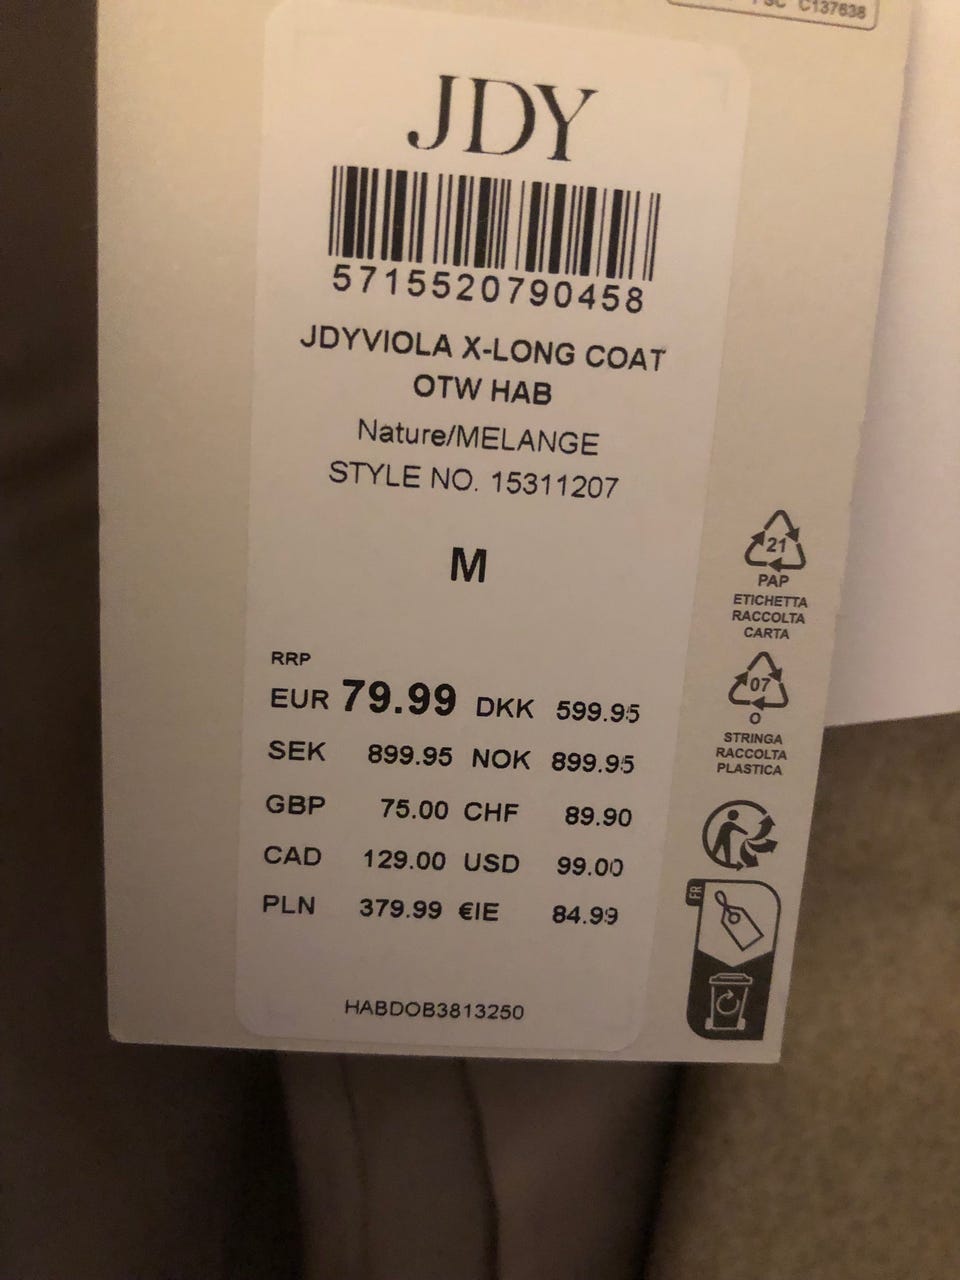 FSC C137638
JDY
5715520790458
JDYVIOLA X-LONG COAT
OTW HAB
Nature/MELANGE
STYLE NO. 15311207
M
RRP
EUR 79.99 DKK 599.95
SEK 899.95 NOK 899.95
GBP 75.00 CHF 89.90
CAD 129.00 USD 99.00
PLN 379.99 €IE 84.99
HABDOB3813250
21
PAP
ETICHETTA
RACCOLTA
CARTA
07
O
STRINGA
RACCOLTA
PLASTICA
FR